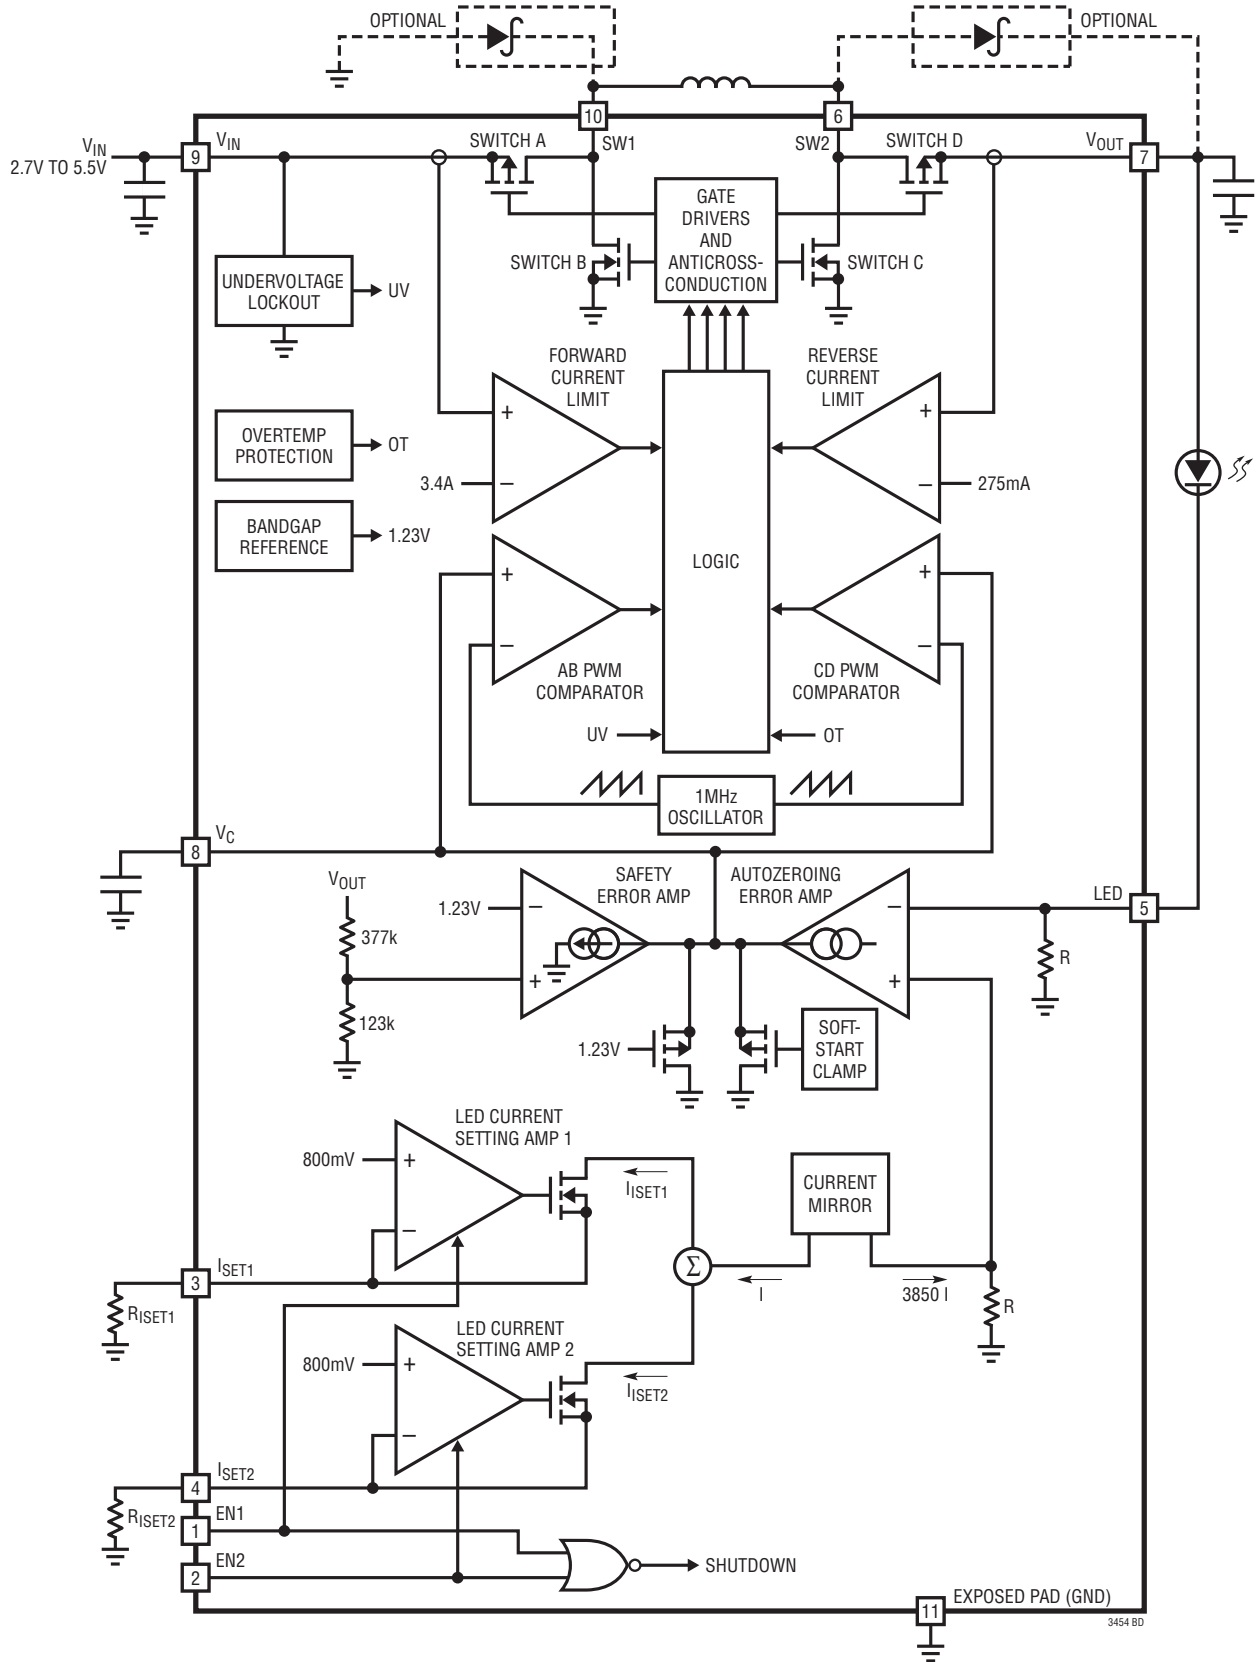 OPTIONAL
OPTIONAL
10
6
VIN
2.7V TO 5.5V
9
VIN
SWITCH A
SW1
SW2
SWITCH D
VOUT
7
GATE
DRIVERS
AND
ANTICROSS-
CONDUCTION
SWITCH B
SWITCH C
UNDERVOLTAGE
LOCKOUT
UV
FORWARD
CURRENT
LIMIT
REVERSE
CURRENT
LIMIT
OVERTEMP
PROTECTION
OT
+
+
3.4A
–
–
275mA
BANDGAP
REFERENCE
1.23V
LOGIC
+
+
–
–
AB PWM
COMPARATOR
CD PWM
COMPARATOR
UV
OT
1MHz
OSCILLATOR
8
VC
VOUT
377k
123k
SAFETY
ERROR AMP
AUTOZEROING
ERROR AMP
1.23V
–
+
–
+
LED
5
R
1.23V
SOFT-
START
CLAMP
LED CURRENT
SETTING AMP 1
800mV
+
–
IISET1
CURRENT
MIRROR
Σ
I
3850 I
R
3
ISET1
RISET1
LED CURRENT
SETTING AMP 2
800mV
+
–
IISET2
4
ISET2
RISET2
1
EN1
2
EN2
SHUTDOWN
11
EXPOSED PAD (GND)
3454 BD